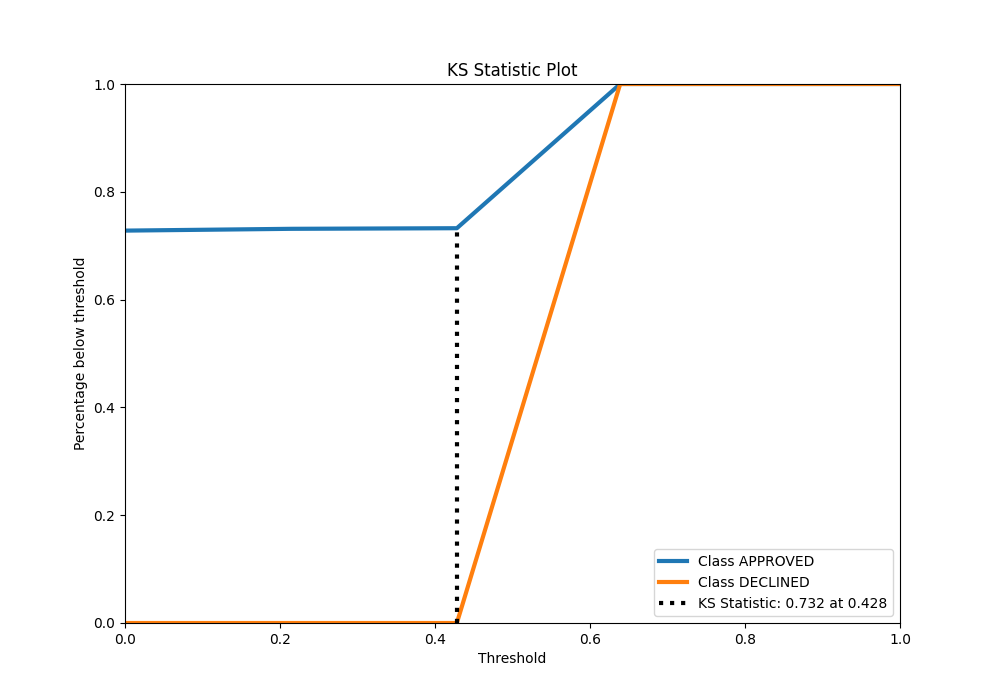 KS Statistic Plot
1.0
0.8
0.6
0.4
0.2
0.0
Percentage below threshold
0.0 0.2 0.4 0.6 0.8 1.0
Threshold
Class APPROVED
Class DECLINED
KS Statistic: 0.732 at 0.428